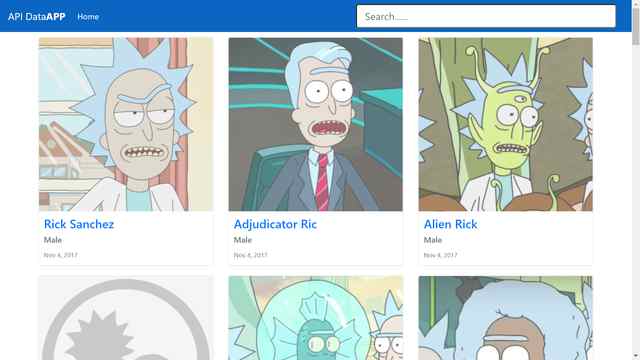 API DataAPP
Home
Search.....
Rick Sanchez
Male
Nov 4, 2017
Adjudicator Ric
Male
Nov 4, 2017
Alien Rick
Male
Nov 4, 2017